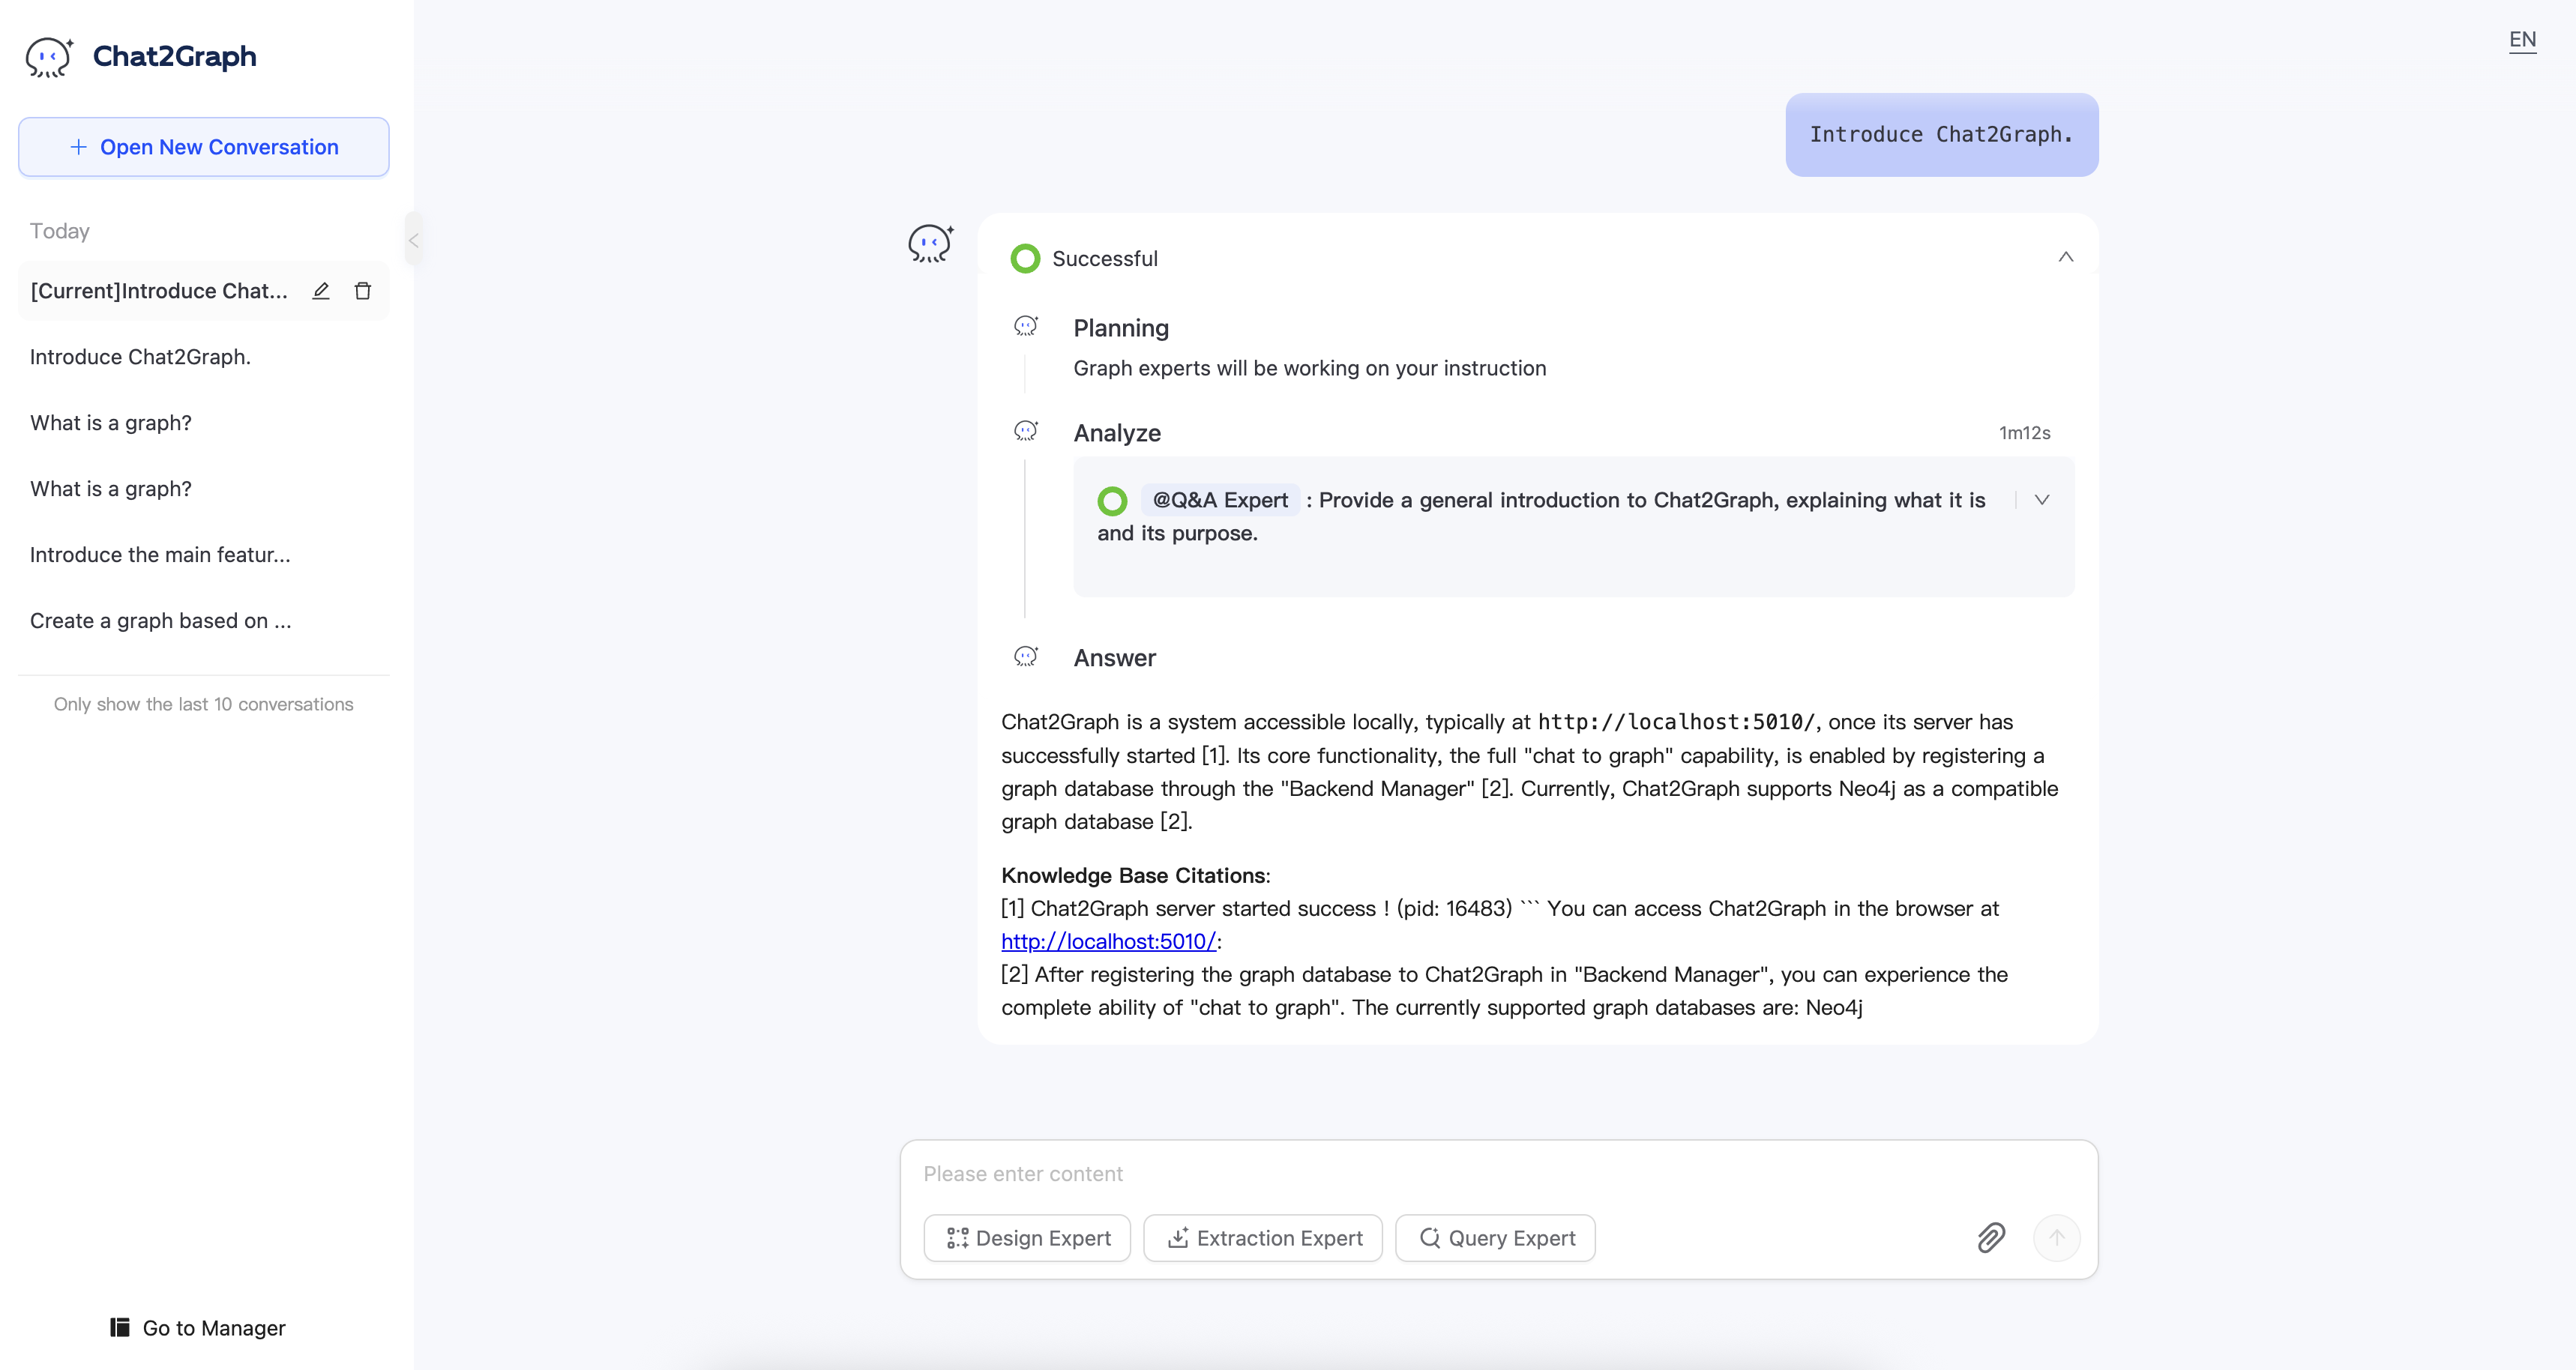 Chat2Graph
Open New Conversation
Today
[Current]Introduce Chat...
Introduce Chat2Graph.
What is a graph?
What is a graph?
Introduce the main featur...
Create a graph based on ...
Only show the last 10 conversations
Go to Manager
EN
Introduce Chat2Graph.
Successful
Planning
Graph experts will be working on your instruction
Analyze 1m12s
@Q&A Expert : Provide a general introduction to Chat2Graph, explaining what it is
and its purpose.
Answer
Chat2Graph is a system accessible locally, typically at http://localhost:5010/, once its server has
successfully started [1]. Its core functionality, the full "chat to graph" capability, is enabled by registering a
graph database through the "Backend Manager" [2]. Currently, Chat2Graph supports Neo4j as a compatible
graph database [2].
Knowledge Base Citations:
[1] Chat2Graph server started success ! (pid: 16483) ``` You can access Chat2Graph in the browser at
http://localhost:5010/:
[2] After registering the graph database to Chat2Graph in "Backend Manager", you can experience the
complete ability of "chat to graph". The currently supported graph databases are: Neo4j
Please enter content
Design Expert Extraction Expert Query Expert